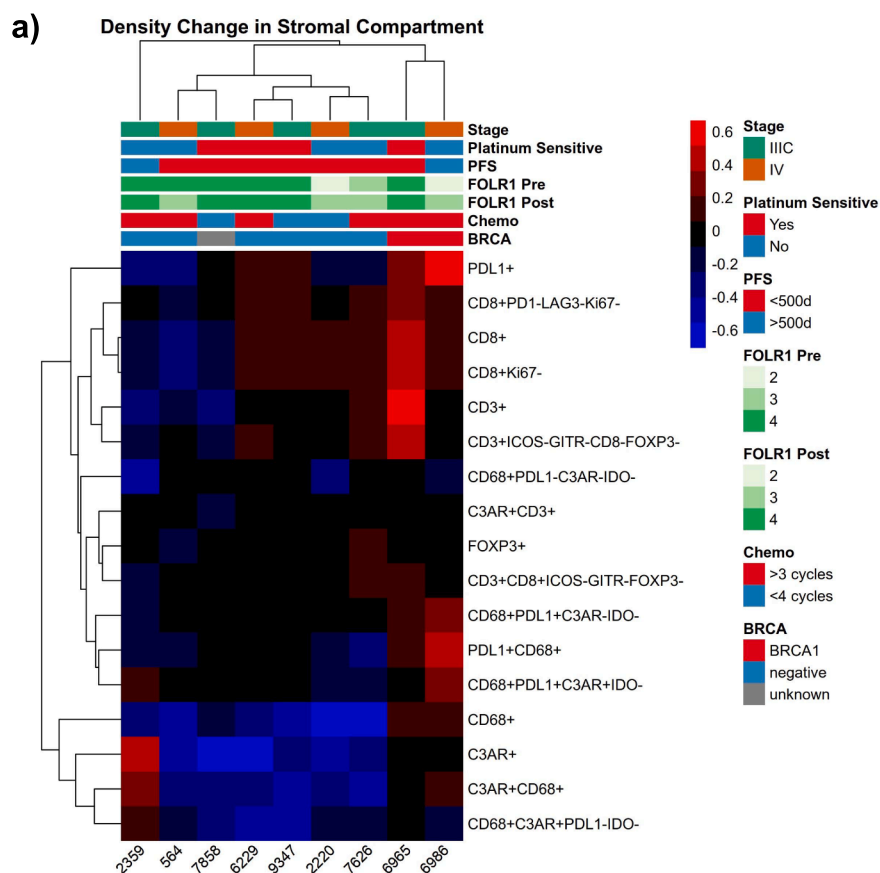 a)
Density Change in Stromal Compartment
Stage
Platinum Sensitive
PFS
FOLR1 Pre
FOLR1 Post
Chemo
BRCA
PDL1+
CD8+PD1-LAG3-Ki67-
CD8+
CD8+Ki67-
CD3+
CD3+ICOS-GITR-CD8-FOXP3-
CD68+PDL1-C3AR-IDO-
C3AR+CD3+
FOXP3+
CD3+CD8+ICOS-GITR-FOXP3-
CD68+PDL1+C3AR-IDO-
PDL1+CD68+
CD68+PDL1+C3AR+IDO-
CD68+
C3AR+
C3AR+CD68+
CD68+C3AR+PDL1-IDO-
2359 564 7858 6229 9347 2220 7626 6965 6986
0.6
0.4
0.2
0
-0.2
-0.4
-0.6
Stage
IIIC
IV
Platinum Sensitive
Yes
No
PFS
<500d
>500d
FOLR1 Pre
2
3
4
FOLR1 Post
2
3
4
Chemo
>3 cycles
<4 cycles
BRCA
BRCA1
negative
unknown